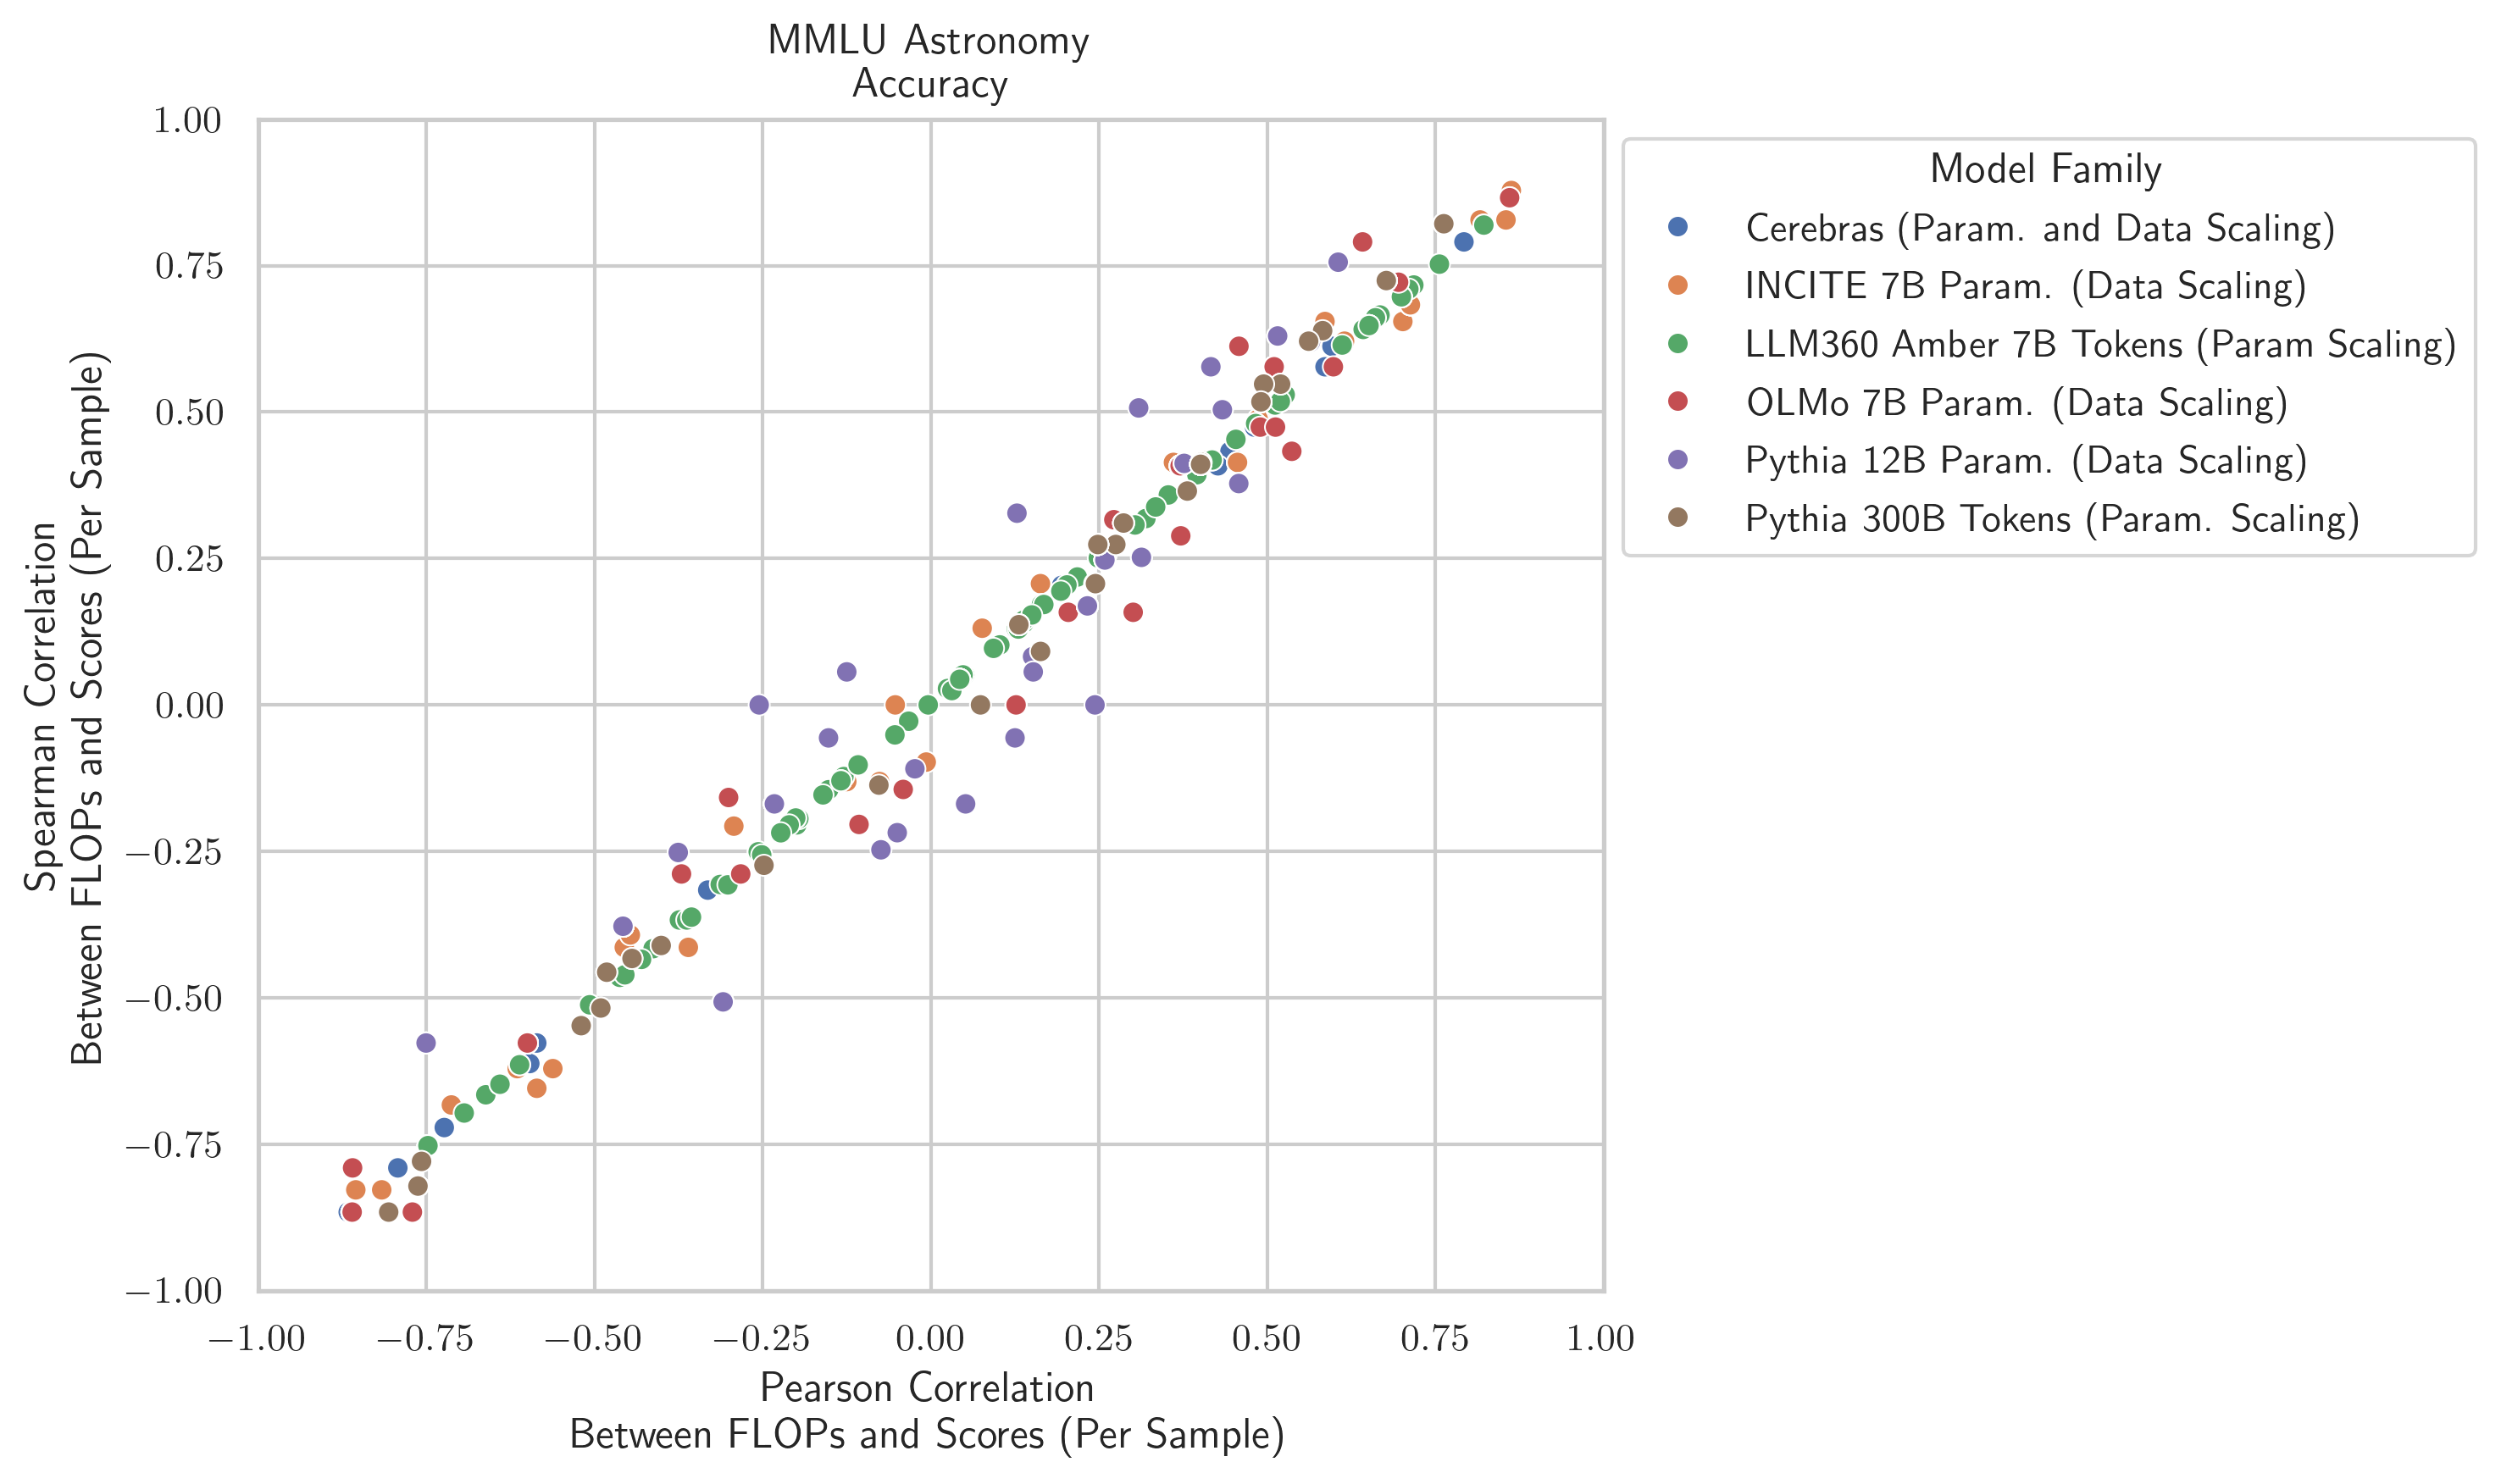 MMLU Astronomy
Accuracy
1.00
0.75
0.50
0.25
0.00
−0.25
−0.50
−0.75
−1.00
Spearman Correlation
Between FLOPs and Scores (Per Sample)
−1.00 −0.75 −0.50 −0.25 0.00 0.25 0.50 0.75 1.00
Pearson Correlation
Between FLOPs and Scores (Per Sample)
Model Family
Cerebras (Param. and Data Scaling)
INCITE 7B Param. (Data Scaling)
LLM360 Amber 7B Tokens (Param Scaling)
OLMo 7B Param. (Data Scaling)
Pythia 12B Param. (Data Scaling)
Pythia 300B Tokens (Param. Scaling)